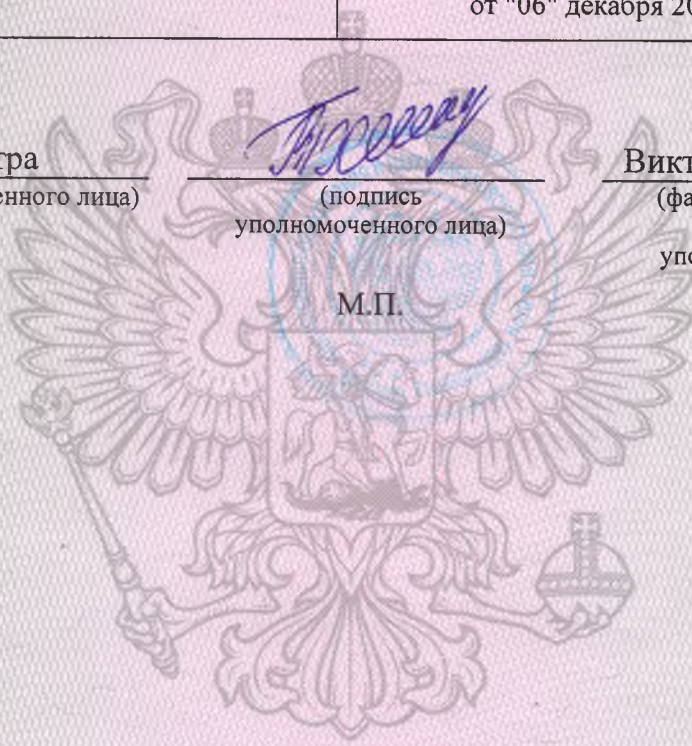 от "06" декабря 20
тра
Викт
енного лица)
(подпись
уполномоченного лица)
(фа
упо
М.П.